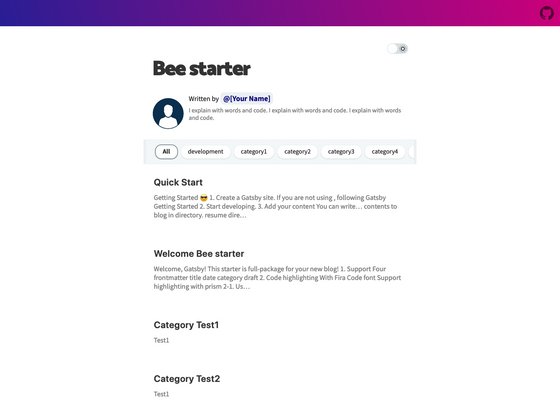 Bee starter
Written by @[Your Name]
I explain with words and code. I explain with words and code. I explain with words
and code.
All development category1 category2 category3 category4
Quick Start
Getting Started 😎 1. Create a Gatsby site. If you are not using , following Gatsby
Getting Started 2. Start developing. 3. Add your content You can write… contents to
blog in directory. resume dire…
Welcome Bee starter
Welcome, Gatsby! This starter is full-package for your new blog! 1. Support Four
frontmatter title date category draft 2. Code highlighting With Fira Code font Support
highlighting with prism 2-1. Us…
Category Test1
Test1
Category Test2
Test1